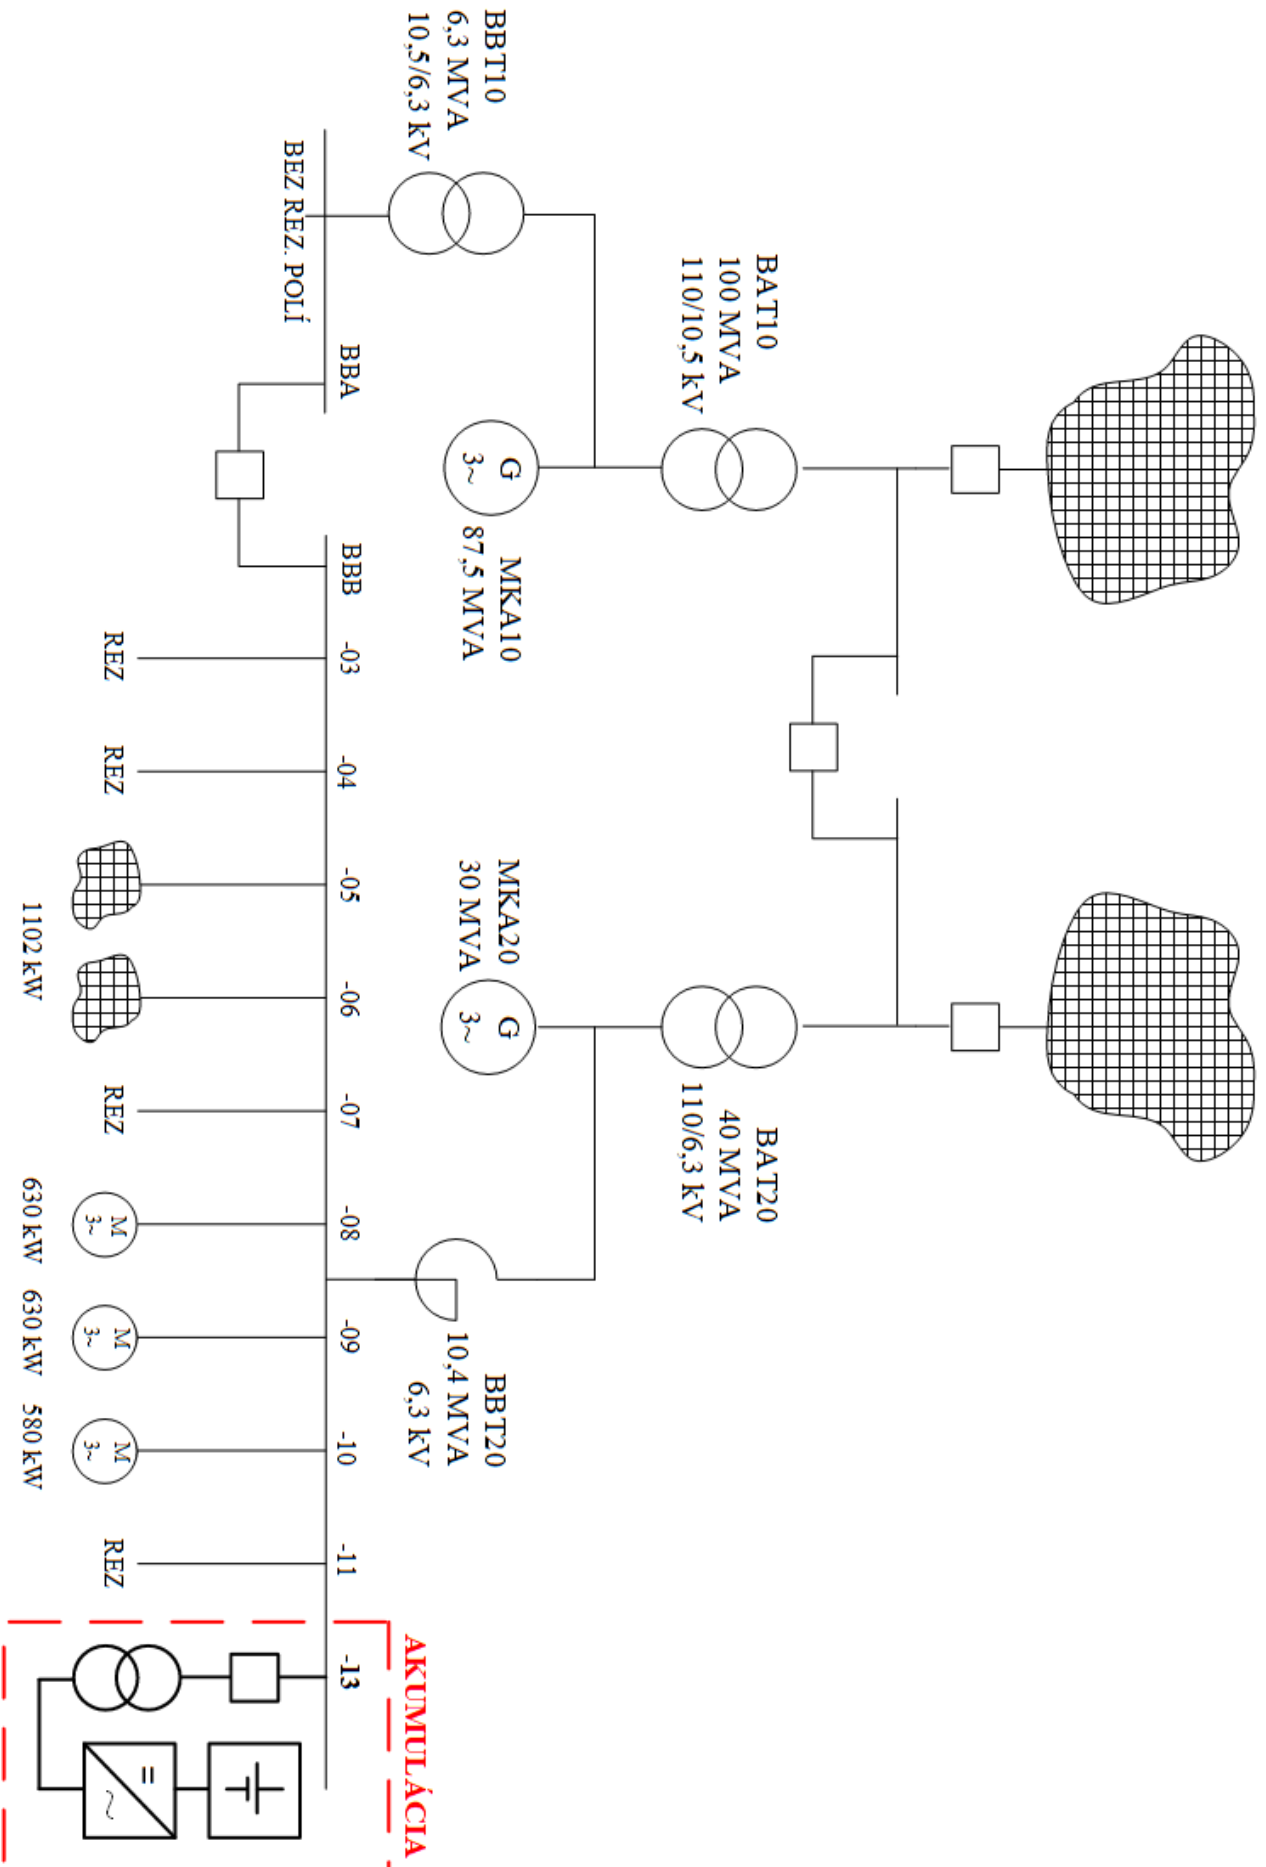 BAT10
100 MVA
110/10,5 kV
BAT20
40 MVA
110/6,3 kV
BBT10
6,3 MVA
10,5/6,3 kV
G
3~
MKA10
87,5 MVA
MKA20
30 MVA
G
3~
BBT20
10,4 MVA
6,3 kV
AKUMULÁCIA
BBA
BBB
-03
-04
-05
-06
-07
-08
-09
-10
-11
-13
BEZ REZ. POLÍ
REZ
REZ
REZ
M
3~
M
3~
M
3~
REZ
=
~
1102 kW
630 kW
630 kW
580 kW